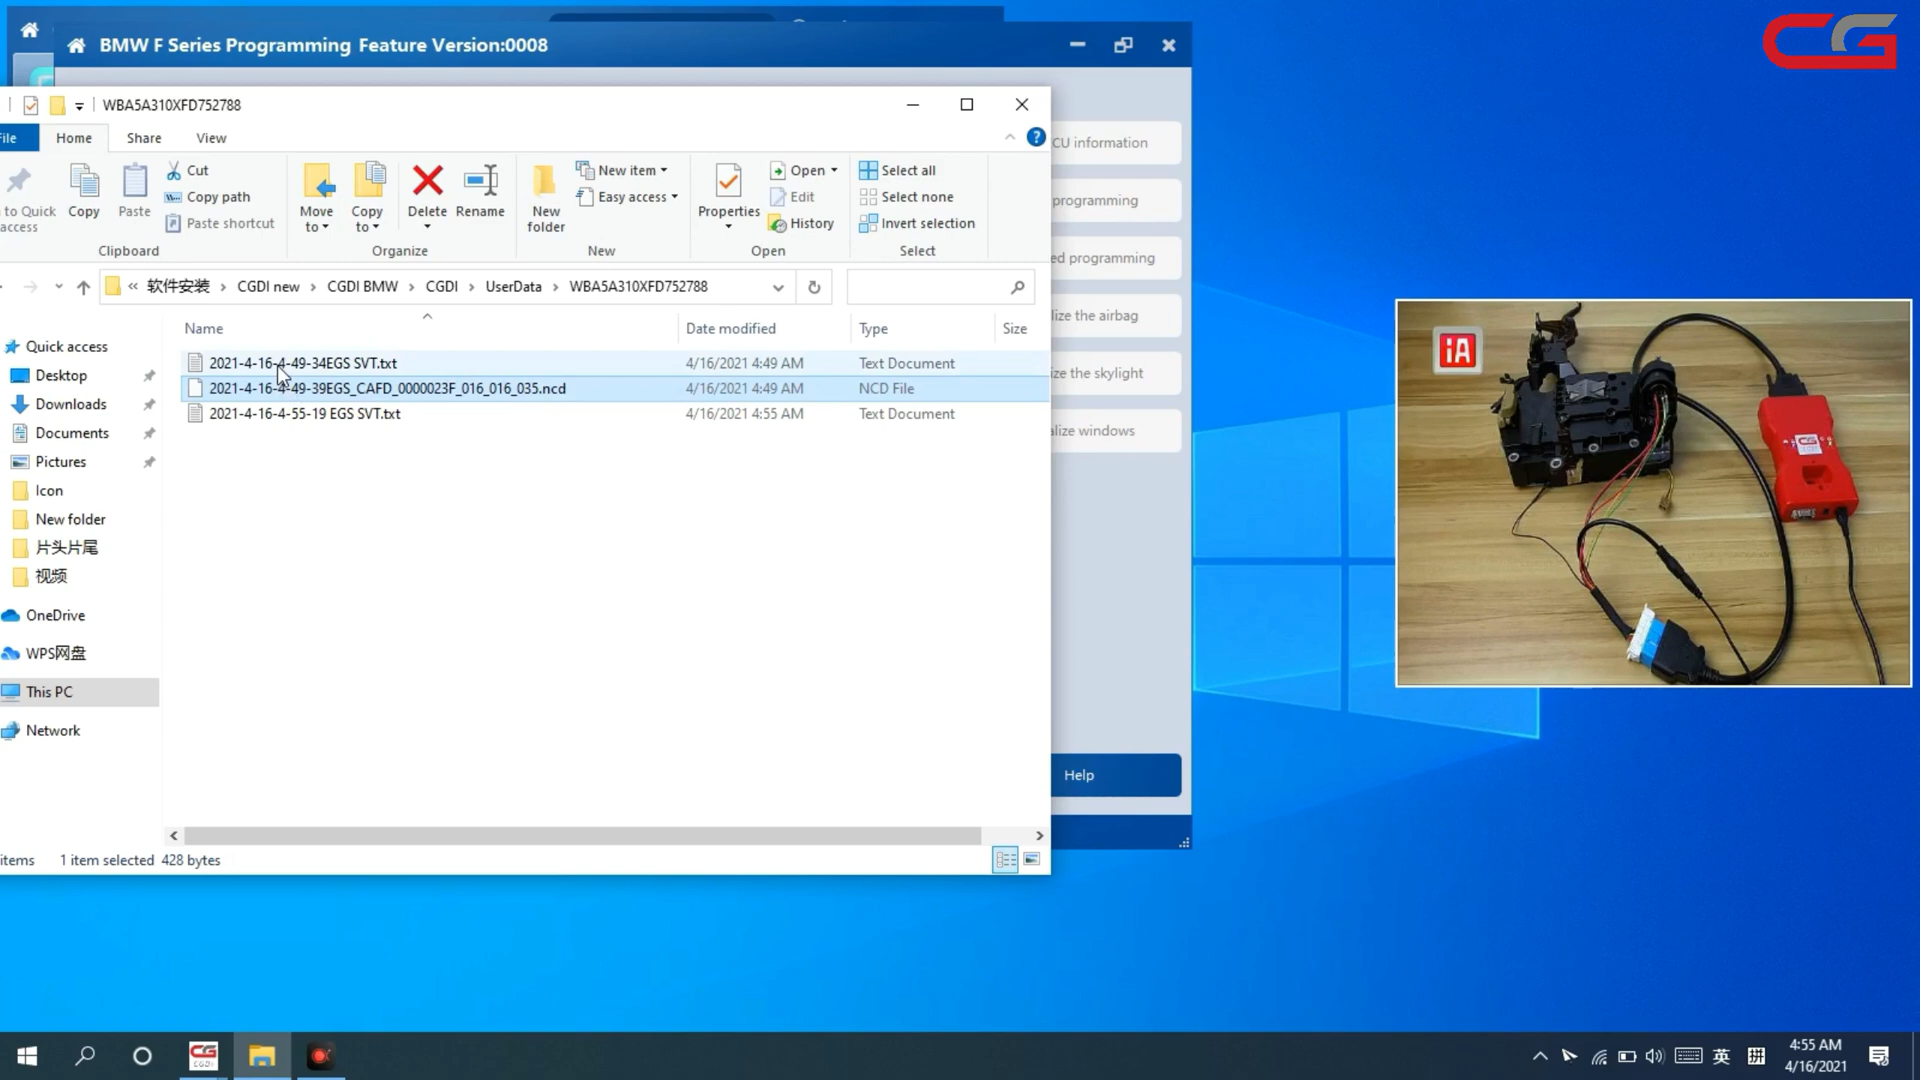 BMW F Series Programming Feature Version:0008
CG
WBA5A310XFD752788
File
Home
Share
View
to Quick access
Copy
Paste
Cut
Copy path
Paste shortcut
Clipboard
Move to
Copy to
Delete
Rename
Organize
New folder
New item
Easy access
New
Properties
Open
Edit
History
Open
Select all
Select none
Invert selection
Select
« 软件安装 › CGDI new › CGDI BMW › CGDI › UserData › WBA5A310XFD752788
Name
Date modified
Type
Size
2021-4-16-4-49-34EGS SVT.txt 4/16/2021 4:49 AM Text Document
2021-4-16-4-49-39EGS_CAFD_0000023F_016_016_035.ncd 4/16/2021 4:49 AM NCD File
2021-4-16-4-55-19 EGS SVT.txt 4/16/2021 4:55 AM Text Document
Quick access
Desktop
Downloads
Documents
Pictures
Icon
New folder
片头片尾
视频
OneDrive
WPS网盘
This PC
Network
items 1 item selected 428 bytes
CU information
programming
ed programming
lize the airbag
ize the skylight
alize windows
Help
iA
CG
CGDI
英
拼
4:55 AM
4/16/2021